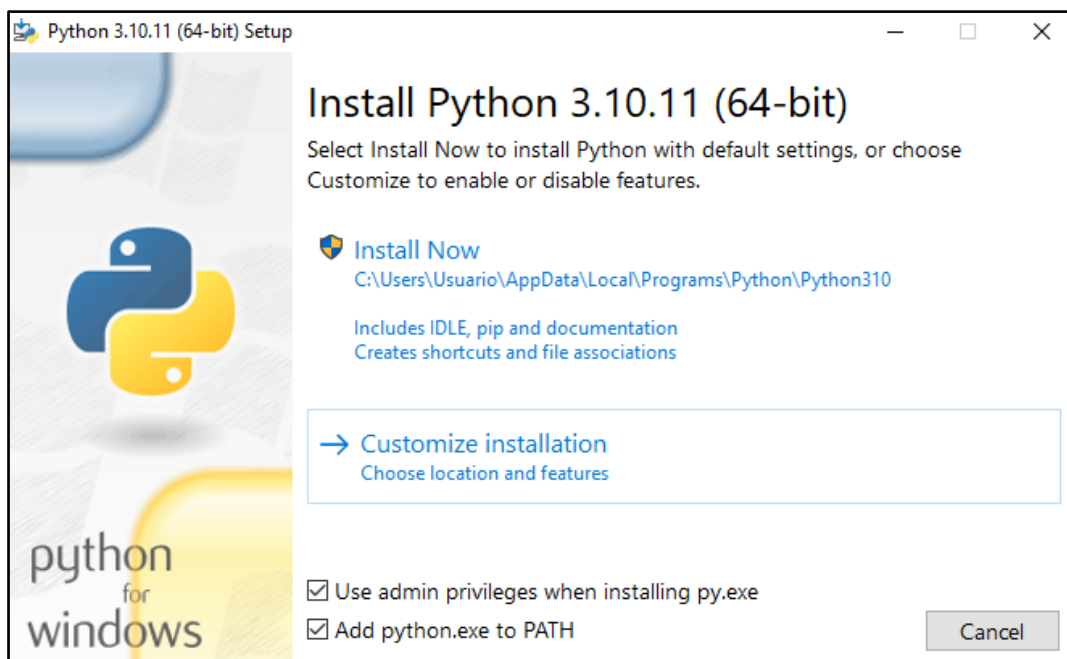 Python 3.10.11 (64-bit) Setup
Install Python 3.10.11 (64-bit)
Select Install Now to install Python with default settings, or choose
Customize to enable or disable features.
Install Now
C:\Users\Usuario\AppData\Local\Programs\Python\Python310
Includes IDLE, pip and documentation
Creates shortcuts and file associations
Customize installation
Choose location and features
python
for
windows
Use admin privileges when installing py.exe
Add python.exe to PATH
Cancel